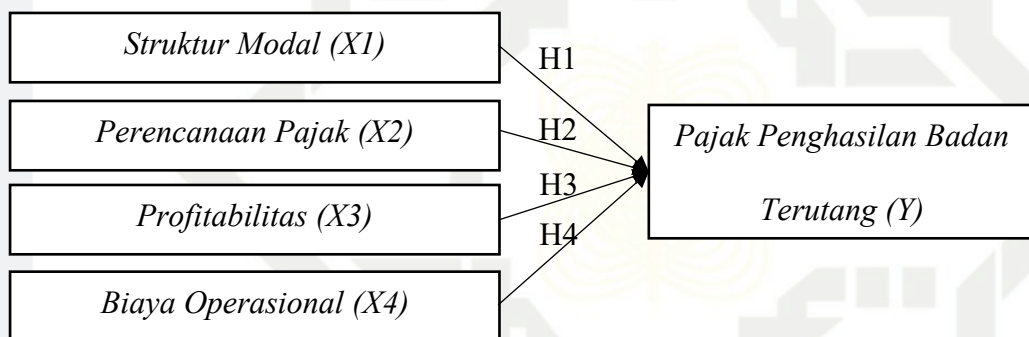 Struktur Modal (X1)
H1
Perencanaan Pajak (X2)
H2
Pajak Penghasilan Badan
Terutang (Y)
Profitabilitas (X3)
H3
H4
Biaya Operasional (X4)